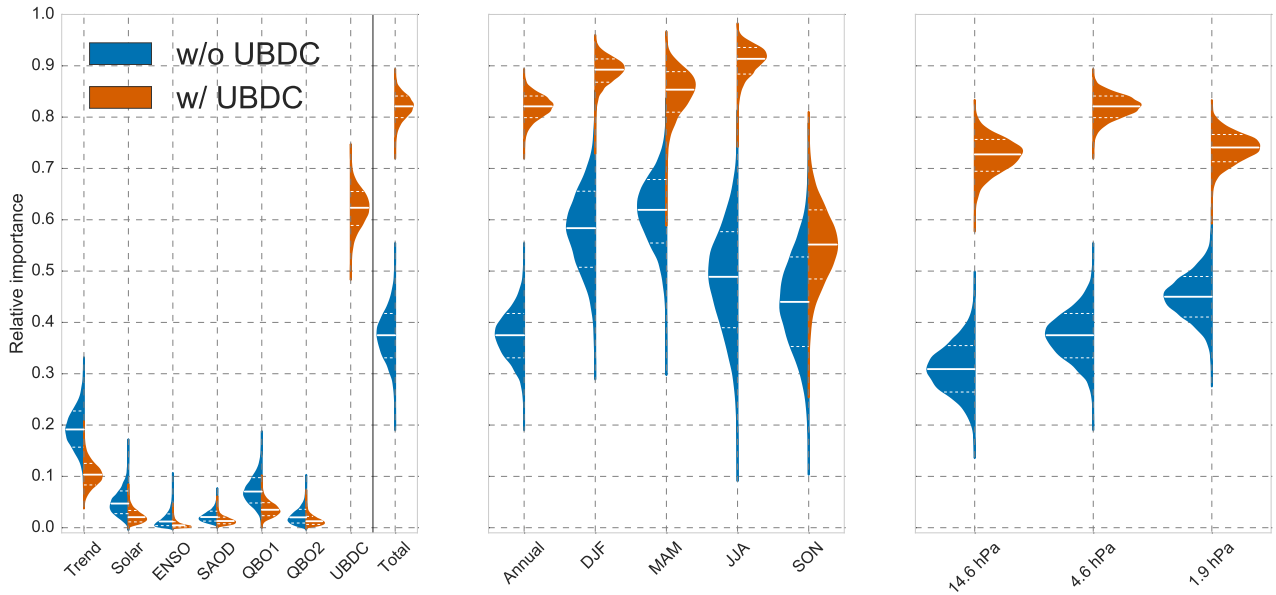 1.0
0.9
0.8
0.7
0.6
0.5
0.4
0.3
0.2
0.1
0.0
Relative importance
w/o UBDC
w/ UBDC
Trend
Solar
ENSO
SAOD
QBO1
QBO2
UBDC
Total
Annual
DJF
MAM
JJA
SON
14.6 hPa
4.6 hPa
1.9 hPa